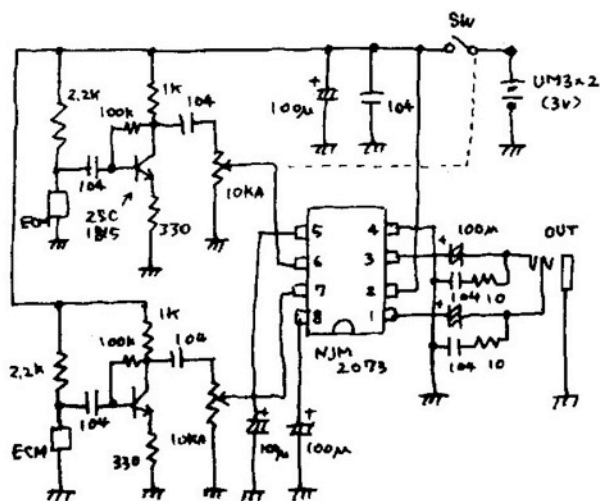 SW
2.2K
1K
100k
104
104
ECM
2SC
1815
330
10KA
+
100μ
104
UM3×2
(3V)
5
6
7
8
4
3
2
1
NJM
2073
+
100μ
OUT
104
10
+
104
10
2.2K
1K
100k
104
104
ECM
330
10KA
+
100μ
+
100μ